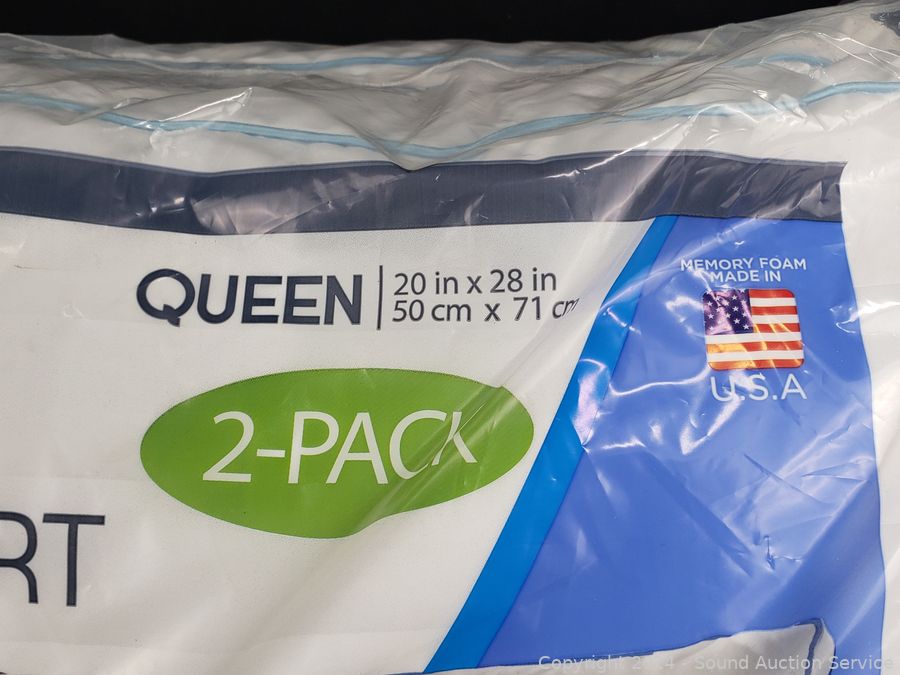 QUEEN
20 in x 28 in
50 cm x 71 cm
MEMORY FOAM
MADE IN
U.S.A
2-PACK
RT
Copyright 2024 - Sound Auction Service